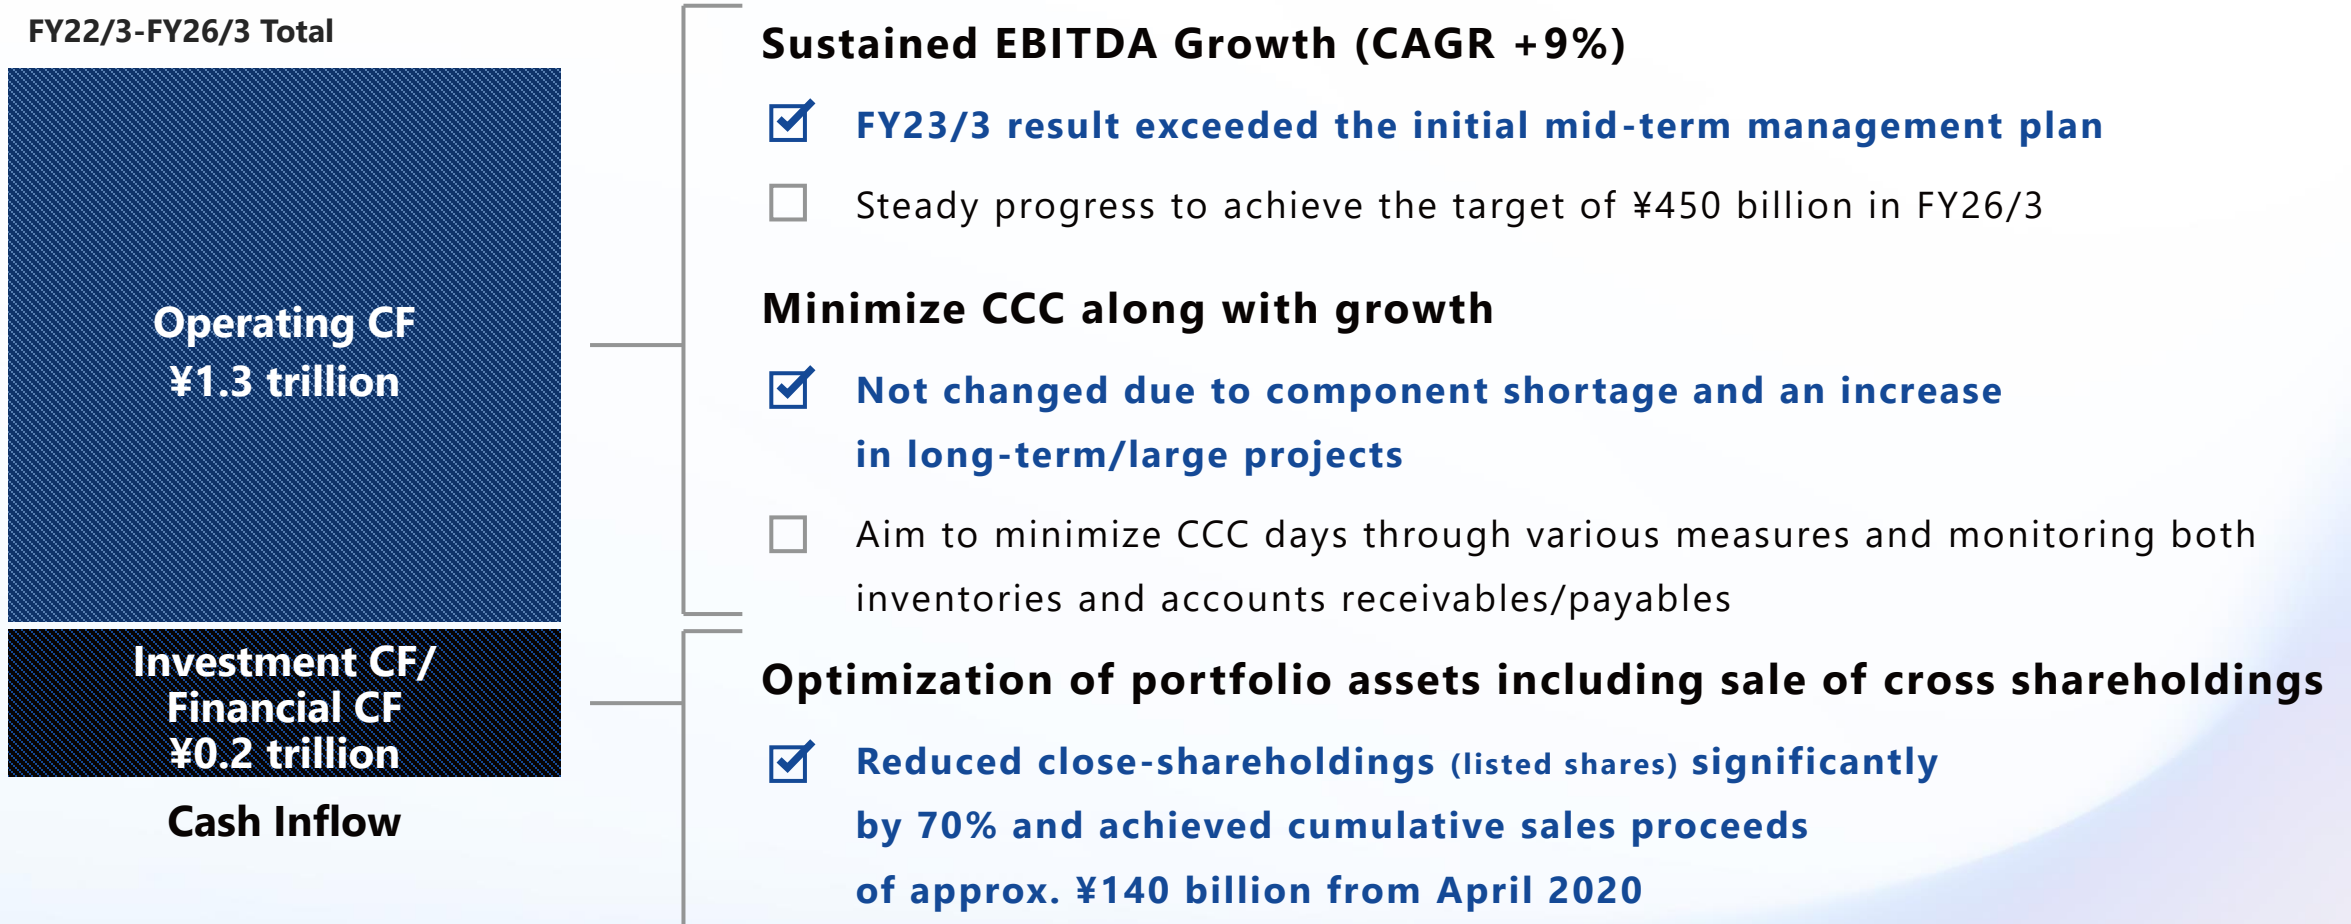 FY22/3-FY26/3 Total
Operating CF
¥1.3 trillion
Investment CF/
Financial CF
¥0.2 trillion
Cash Inflow
Sustained EBITDA Growth (CAGR +9%)
FY23/3 result exceeded the initial mid-term management plan
Steady progress to achieve the target of ¥450 billion in FY26/3
Minimize CCC along with growth
Not changed due to component shortage and an increase
in long-term/large projects
Aim to minimize CCC days through various measures and monitoring both
inventories and accounts receivables/payables
Optimization of portfolio assets including sale of cross shareholdings
Reduced close-shareholdings (listed shares) significantly
by 70% and achieved cumulative sales proceeds
of approx. ¥140 billion from April 2020